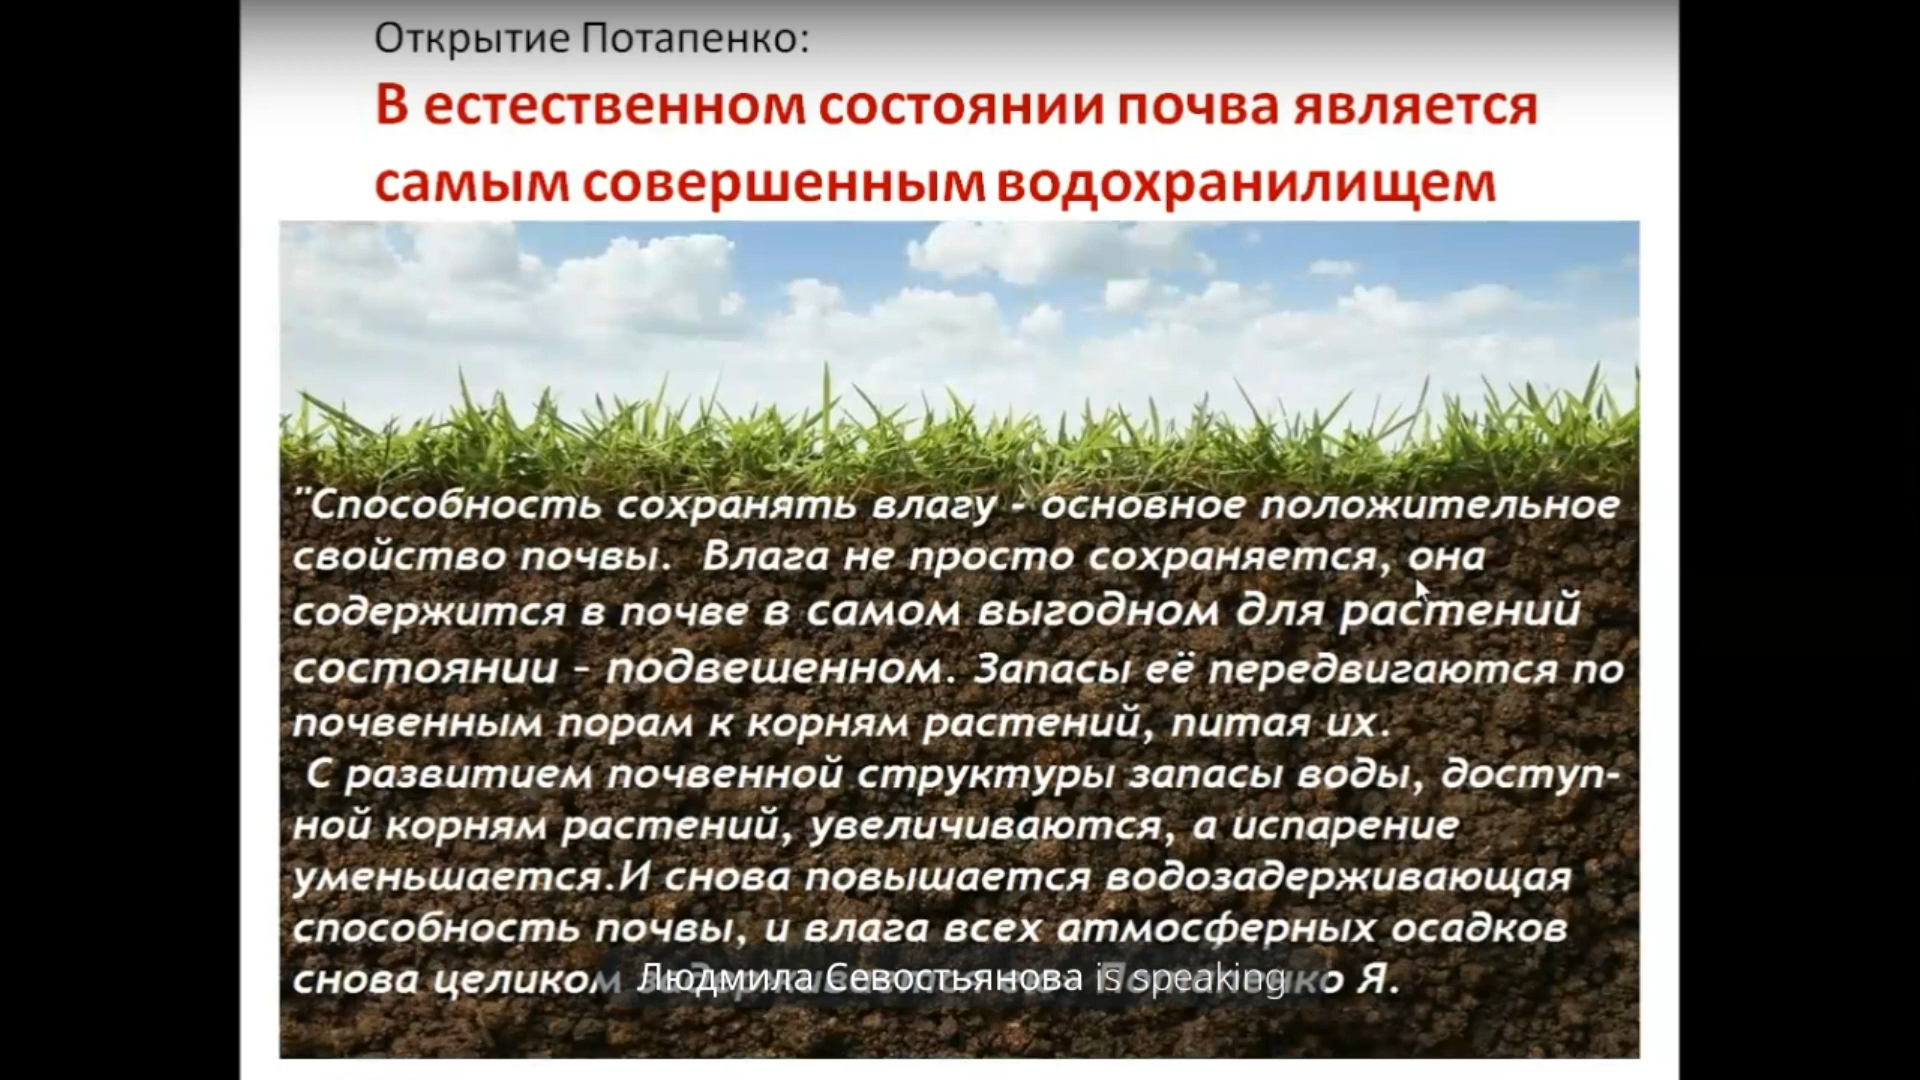 Открытие Потапенко:
В естественном состоянии почва является
самым совершенным водохранилищем
"Способность сохранять влагу - основное положительное
свойство почвы. Влага не просто сохраняется, она
содержится в почве в самом выгодном для растений
состоянии – подвешенном. Запасы её передвигаются по
почвенным порам к корням растений, питая их.
С развитием почвенной структуры запасы воды, доступ-
ной корням растений, увеличиваются, а испарение
уменьшается.И снова повышается водозадерживающая
способность почвы, и влага всех атмосферных осадков
снова целиком Я.
Людмила Севостьянова is speaking